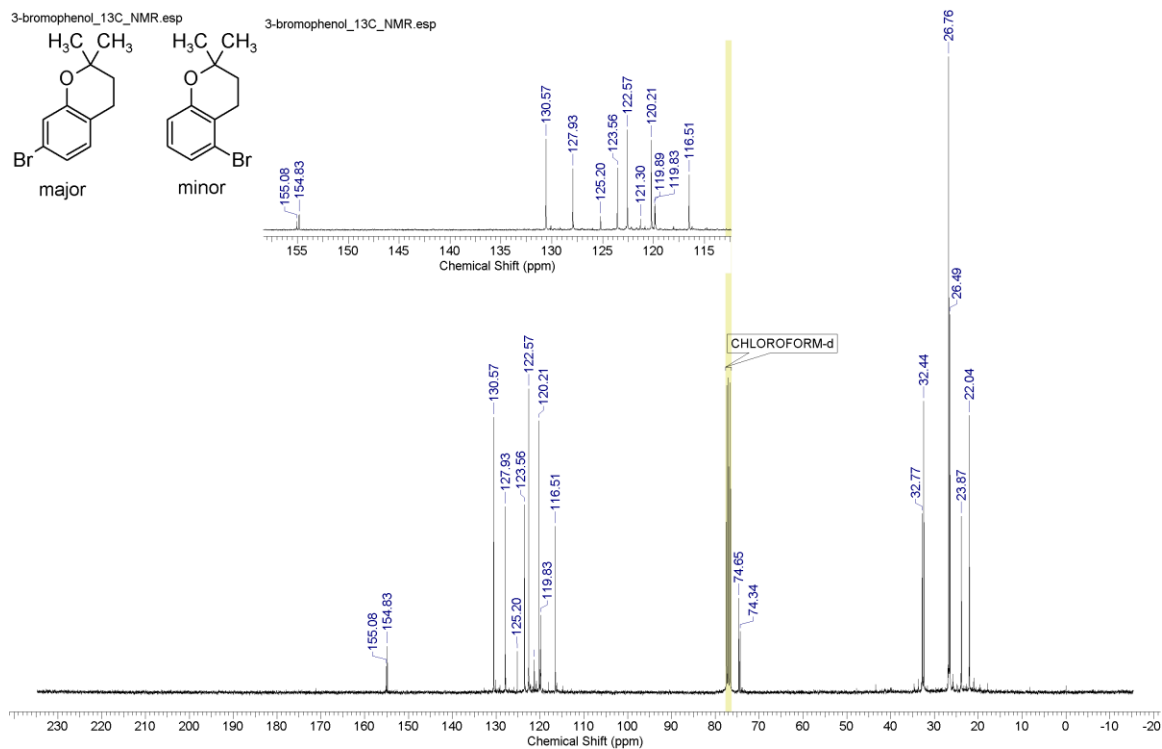 3-bromophenol_13C_NMR.esp
3-bromophenol_13C_NMR.esp
H3C CH3
O
Br
major
H3C CH3
O
Br
minor
155.08
154.83
130.57
127.93
125.20
123.56
122.57
121.30
120.21
119.89
119.83
116.51
155 150 145 140 135 130 125 120 115
Chemical Shift (ppm)
CHLOROFORM-d
155.08
154.83
130.57
127.93
125.20
123.56
122.57
120.21
119.83
116.51
74.65
74.34
32.77
32.44
26.76
26.49
23.87
22.04
230 220 210 200 190 180 170 160 150 140 130 120 110 100 90 80 70 60 50 40 30 20 10 0 -10 -20
Chemical Shift (ppm)